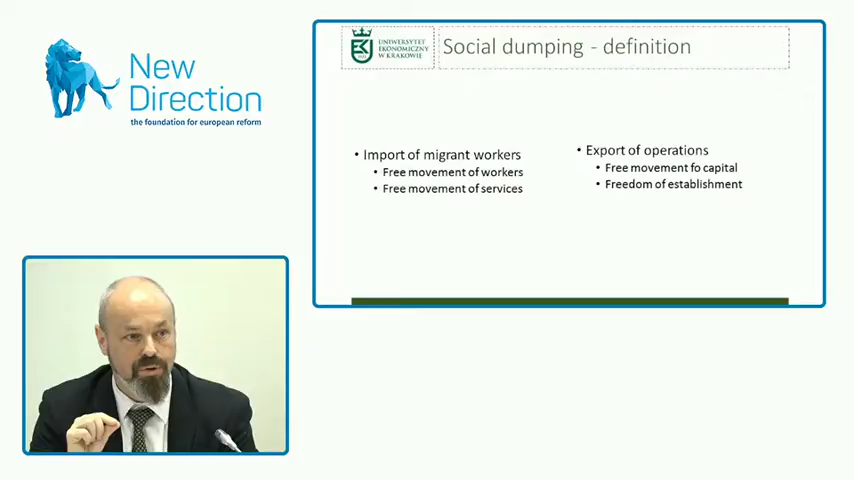 New
Direction
the foundation for european reform
UNIWERSYTET
EKONOMICZNY
W KRAKOWIE
Social dumping - definition
• Import of migrant workers
• Free movement of workers
• Free movement of services
• Export of operations
• Free movement fo capital
• Freedom of establishment